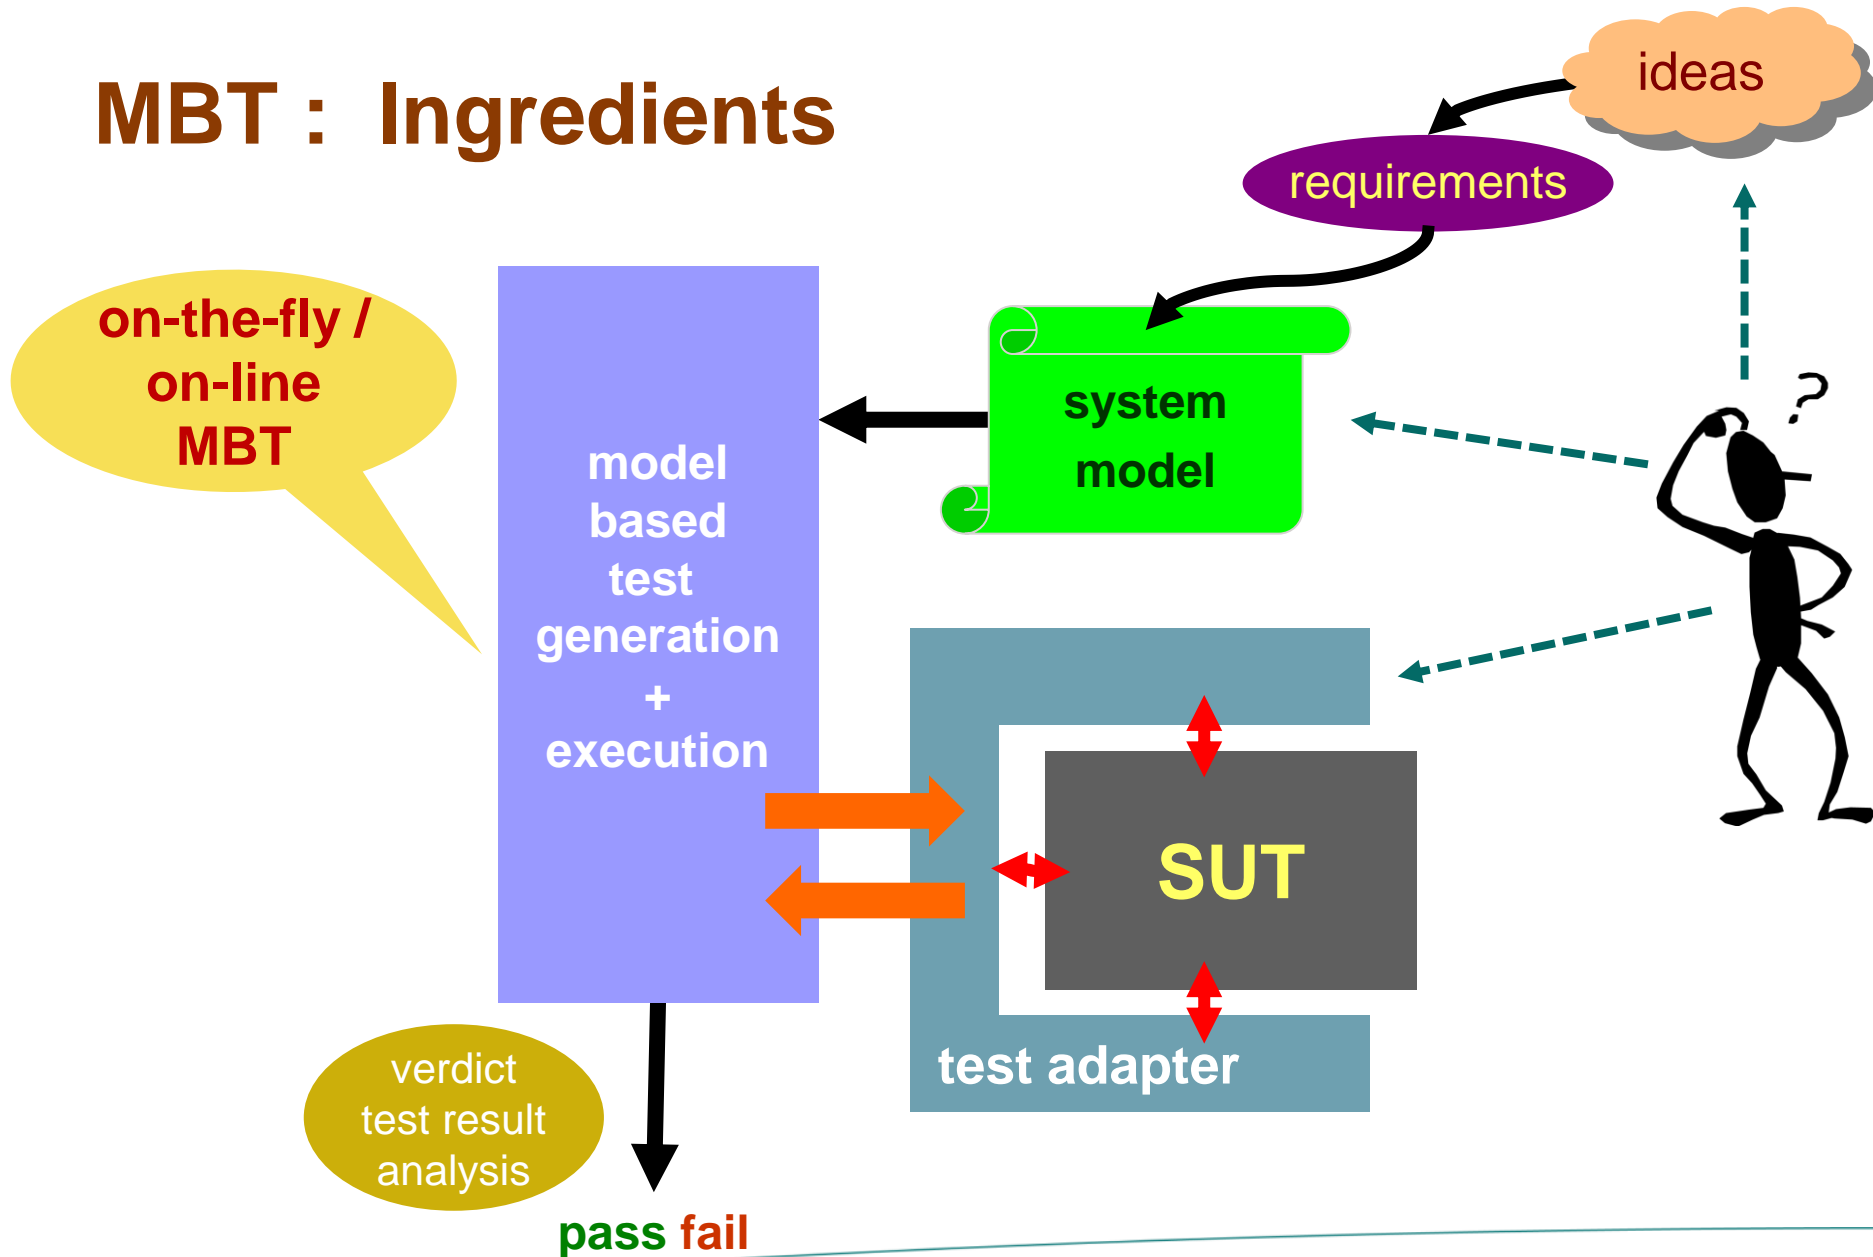 MBT : Ingredients
ideas
requirements
on-the-fly /
on-line
MBT
system
model
?
model
based
test
generation
+
execution
SUT
test adapter
verdict
test result
analysis
pass fail